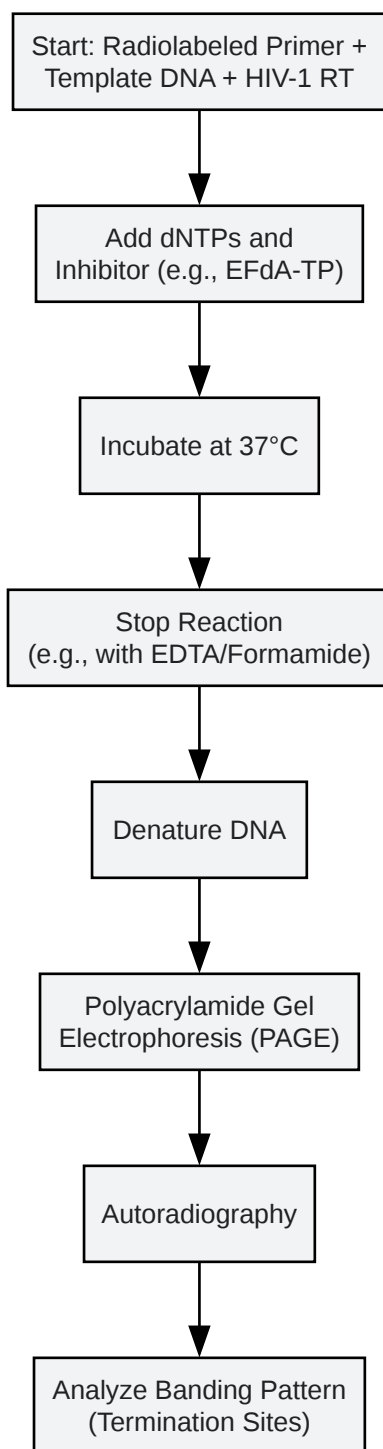 Start: Radiolabeled Primer +
Template DNA + HIV-1 RT
Add dNTPs and
Inhibitor (e.g., EFdA-TP)
Incubate at 37°C
Stop Reaction
(e.g., with EDTA/Formamide)
Denature DNA
Polyacrylamide Gel
Electrophoresis (PAGE)
Autoradiography
Analyze Banding Pattern
(Termination Sites)